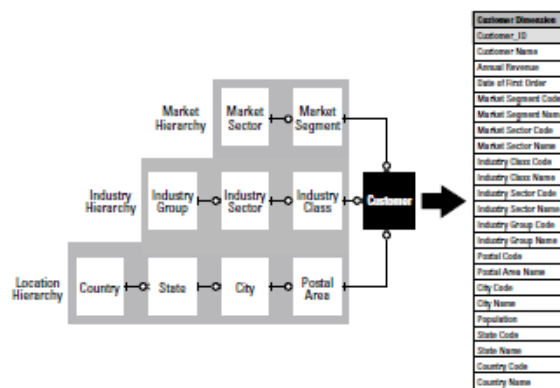 Market
Hierarchy
Market
Sector
Market
Segment
Industry
Hierarchy
Industry
Group
Industry
Sector
Industry
Class
Customer
Location
Hierarchy
Country
State
City
Postal
Area
Customer Dimension
Customer_ID
Customer Name
Annual Revenue
Date of First Order
Market Segment Code
Market Segment Name
Market Sector Code
Market Sector Name
Industry Class Code
Industry Class Name
Industry Sector Code
Industry Sector Name
Industry Group Code
Industry Group Name
Postal Code
Postal Area Name
City Code
City Name
Population
State Code
State Name
Country Code
Country Name